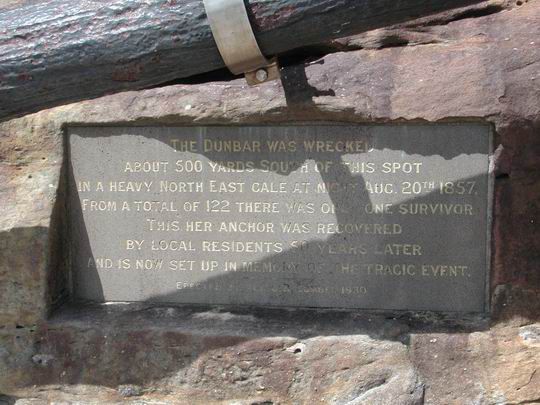 THE DUNBAR WAS WRECKED
ABOUT 500 YARDS SOUTH OF THIS SPOT
IN A HEAVY NORTH EAST GALE AT NIGHT AUG. 20TH 1857.
FROM A TOTAL OF 122 THERE WAS ONLY ONE SURVIVOR
THIS HER ANCHOR WAS RECOVERED
BY LOCAL RESIDENTS YEARS LATER
AND IS NOW SET UP IN MEMORY OF THE TRAGIC EVENT.
ERECTED 1930